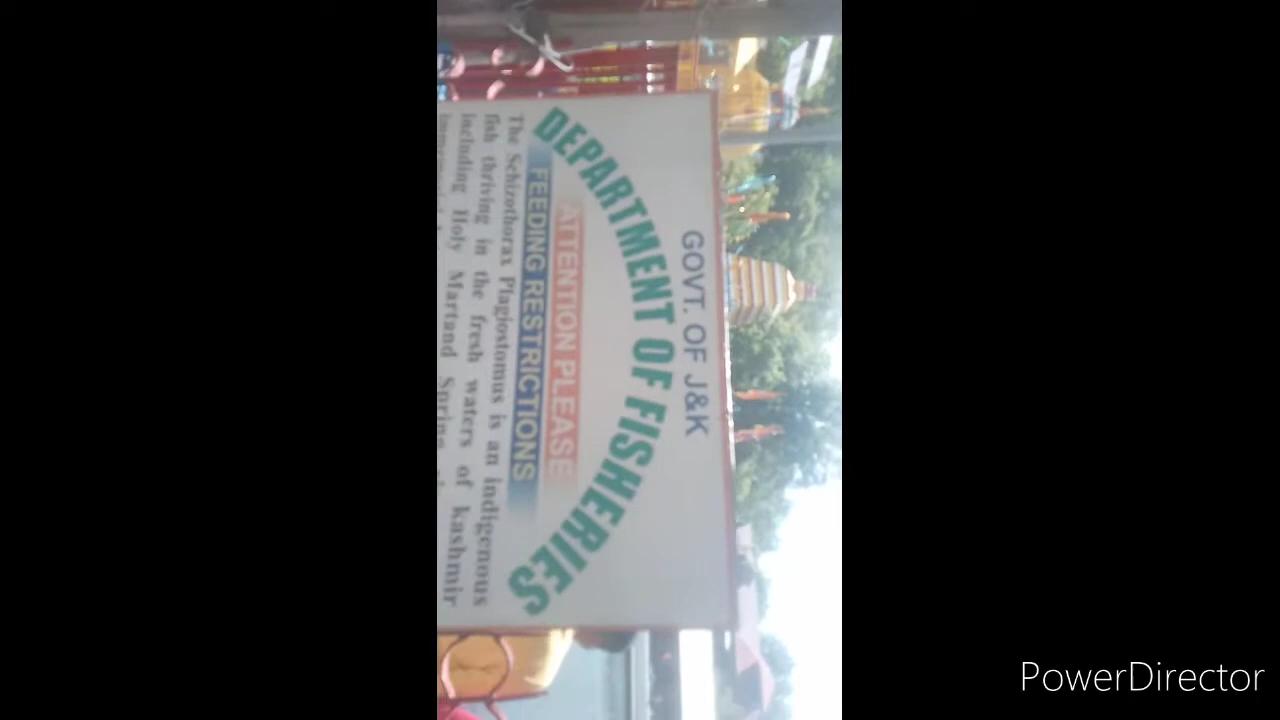 GOVT. OF J&K
DEPARTMENT OF FISHERIES
ATTENTION PLEASE
FEEDING RESTRICTIONS
The Schizothorax Plagiostomus is an indigenous
fish thriving in the fresh waters of kashmir
including Holy Martand Spring
PowerDirector